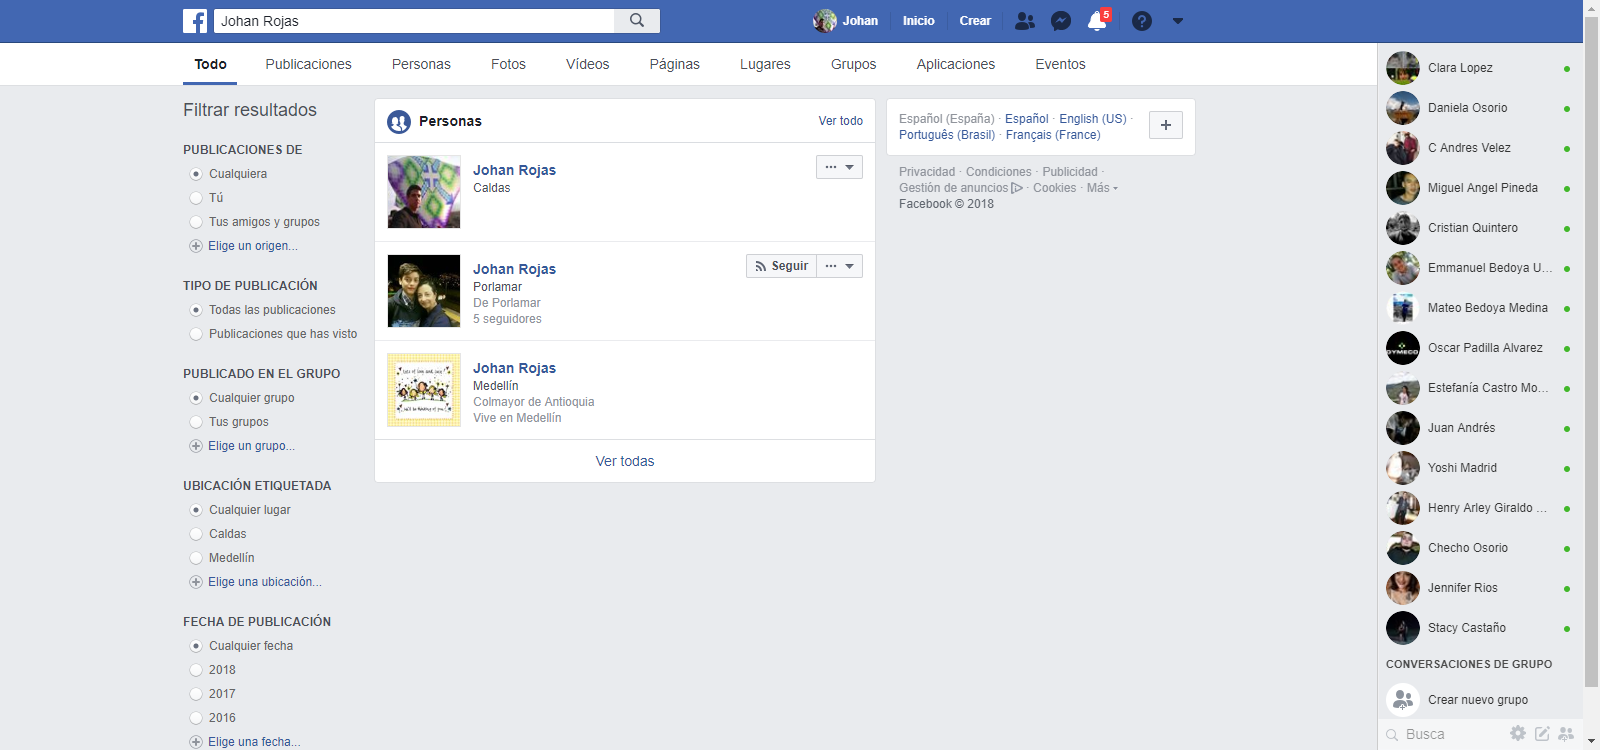 Johan Rojas
Johan
Inicio
Crear
5
Todo
Publicaciones
Personas
Fotos
Vídeos
Páginas
Lugares
Grupos
Aplicaciones
Eventos
Filtrar resultados
PUBLICACIONES DE
Cualquiera
Tú
Tus amigos y grupos
Elige un origen...
TIPO DE PUBLICACIÓN
Todas las publicaciones
Publicaciones que has visto
PUBLICADO EN EL GRUPO
Cualquier grupo
Tus grupos
Elige un grupo...
UBICACIÓN ETIQUETADA
Cualquier lugar
Caldas
Medellín
Elige una ubicación...
FECHA DE PUBLICACIÓN
Cualquier fecha
2018
2017
2016
Elige una fecha...
Personas
Ver todo
Johan Rojas
Caldas
Johan Rojas
Porlamar
De Porlamar
5 seguidores
Seguir
Johan Rojas
Medellín
Colmayor de Antioquia
Vive en Medellín
Ver todas
Español (España) · Español · English (US) ·
Português (Brasil) · Français (France)
Privacidad · Condiciones · Publicidad ·
Gestión de anuncios · Cookies · Más
Facebook © 2018
Clara Lopez
Daniela Osorio
C Andres Velez
Miguel Angel Pineda
Cristian Quintero
Emmanuel Bedoya U...
Mateo Bedoya Medina
Oscar Padilla Alvarez
Estefanía Castro Mo...
Juan Andrés
Yoshi Madrid
Henry Arley Giraldo ...
Checho Osorio
Jennifer Rios
Stacy Castaño
CONVERSACIONES DE GRUPO
Crear nuevo grupo
Busca